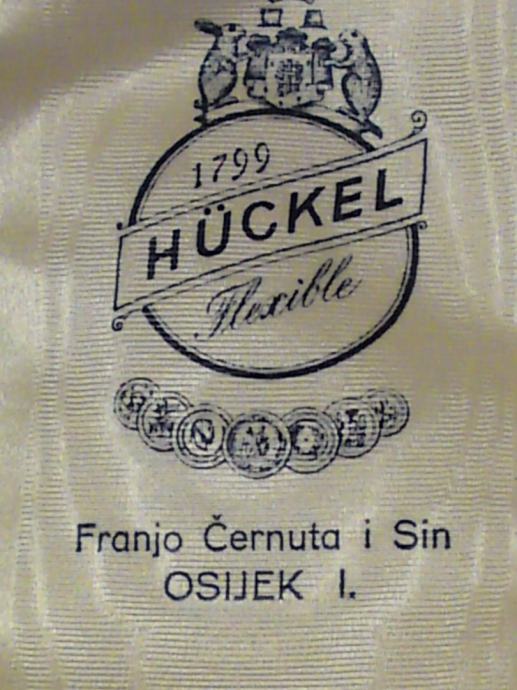 1799
HÜCKEL
Flexible
Franjo Černuta i Sin
OSIJEK I.